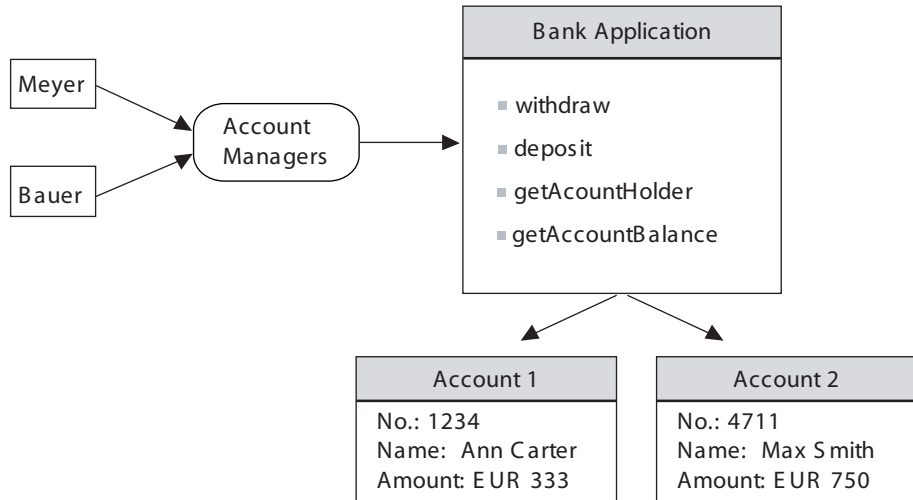 Bank Application
Meyer
Bauer
Account
Managers
withdraw
deposit
getAcountHolder
getAccountBalance
Account 1
No.: 1234
Name: Ann Carter
Amount: EUR 333
Account 2
No.: 4711
Name: Max Smith
Amount: EUR 750